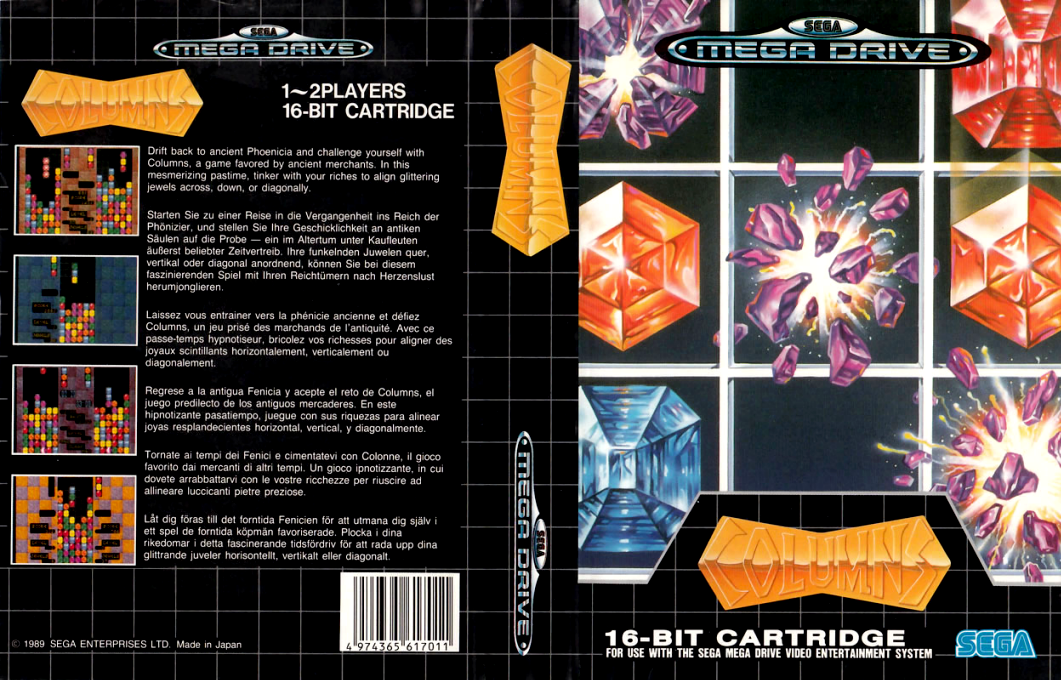 SEGA
MEGA DRIVE
COLUMNS
1~2PLAYERS
16-BIT CARTRIDGE
Drift back to ancient Phoenicia and challenge yourself with
Columns, a game favored by ancient merchants. In this
mesmerizing pastime, tinker with your riches to align glittering
jewels across, down, or diagonally.
Starten Sie zu einer Reise in die Vergangenheit ins Reich der
Phönizier, und stellen Sie Ihre Geschicklichkeit an antiken
Säulen auf die Probe — ein im Altertum unter Kaufleuten
äußerst beliebter Zeitvertreib. Ihre funkelnden Juwelen quer,
vertikal oder diagonal anordnend, können Sie bei diesem
faszinierenden Spiel mit Ihren Reichtümern nach Herzenslust
herumjonglieren.
Laissez vous entrainer vers la phénicie ancienne et défiez
Columns, un jeu prisé des marchands de l'antiquité. Avec ce
passe-temps hypnotiseur, bricolez vos richesses pour aligner des
joyaux scintillants horizontalement, verticalement ou
diagonalement.
Regrese a la antigua Fenicia y acepte el reto de Columns, el
juego predilecto de los antiguos mercaderes. En este
hipnotizante pasatiempo, juegue con sus riquezas para alinear
joyas resplandecientes horizontal, vertical, y diagonalmente.
Tornate ai tempi dei Fenici e cimentatevi con Colonne, il gioco
favorito dai mercanti di altri tempi. Un gioco ipnotizzante, in cui
dovete arrabbattarvi con le vostre ricchezze per riuscire ad
allineare luccicanti pietre preziose.
Låt dig föras till det forntida Fenicien för att utmana dig själv i
ett spel de forntida köpmän favoriserade. Plocka i dina
rikedomar i detta fascinerande tidsfördriv för att rada upp dina
glittrande juveler horisontellt, vertikalt eller diagonalt.
4 974365 617011
© 1989 SEGA ENTERPRISES LTD. Made in Japan
COLUMNS
SEGA
MEGA DRIVE
SEGA
MEGA DRIVE
COLUMNS
16-BIT CARTRIDGE
FOR USE WITH THE SEGA MEGA DRIVE VIDEO ENTERTAINMENT SYSTEM
SEGA